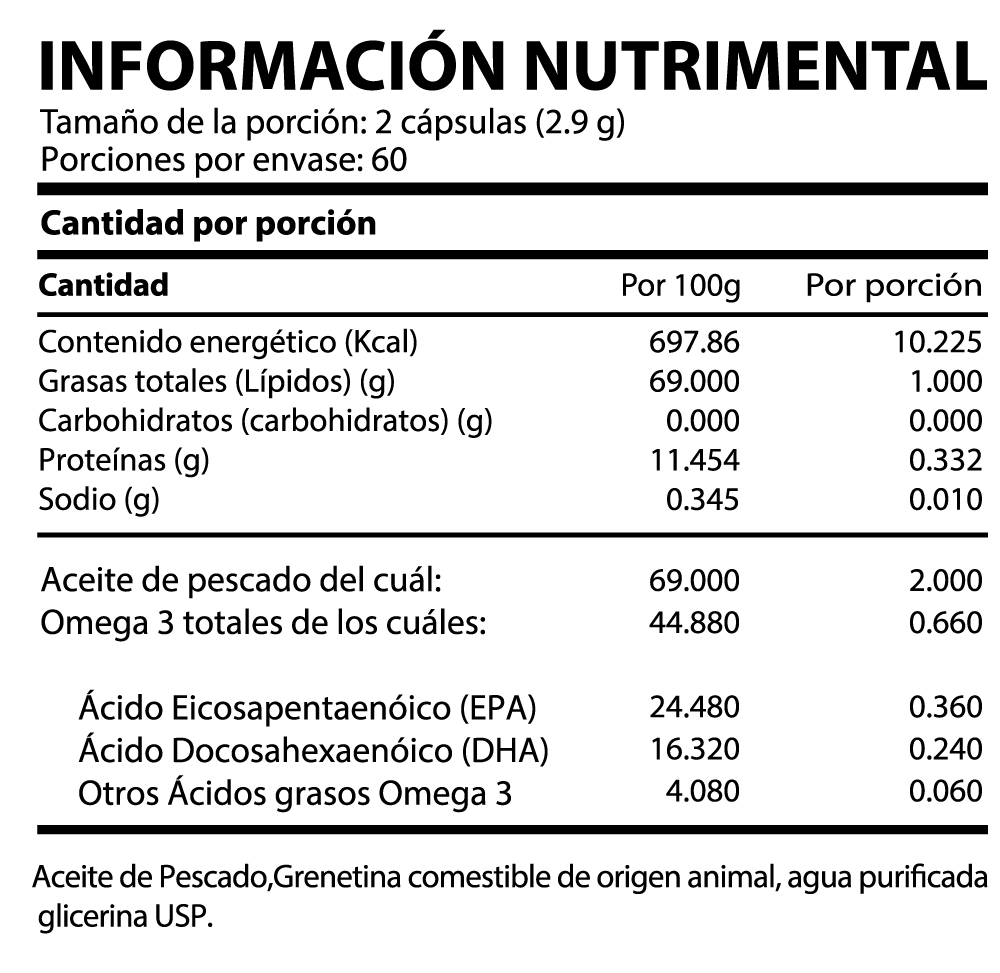 INFORMACIÓN NUTRIMENTAL
Tamaño de la porción: 2 cápsulas (2.9 g)
Porciones por envase: 60
Cantidad por porción
Cantidad Por 100g Por porción
Contenido energético (Kcal) 697.86 10.225
Grasas totales (Lípidos) (g) 69.000 1.000
Carbohidratos (carbohidratos) (g) 0.000 0.000
Proteínas (g) 11.454 0.332
Sodio (g) 0.345 0.010
Aceite de pescado del cuál: 69.000 2.000
Omega 3 totales de los cuáles: 44.880 0.660
Ácido Eicosapentaenóico (EPA) 24.480 0.360
Ácido Docosahexaenóico (DHA) 16.320 0.240
Otros Ácidos grasos Omega 3 4.080 0.060
Aceite de Pescado,Grenetina comestible de origen animal, agua purificada
glicerina USP.